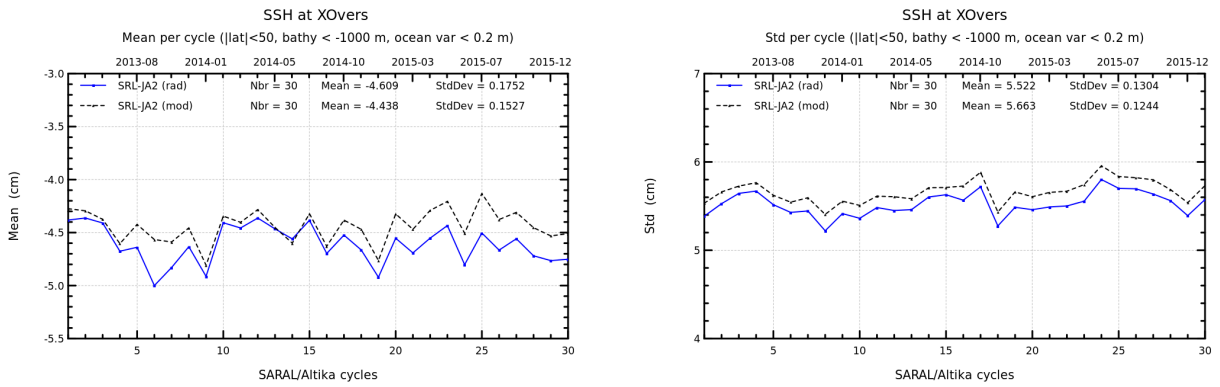 SSH at XOvers
Mean per cycle (|lat|<50, bathy < -1000 m, ocean var < 0.2 m)
2013-08 2014-01 2014-05 2014-10 2015-03 2015-07 2015-12
SRL-JA2 (rad) Nbr = 30 Mean = -4.609 StdDev = 0.1752
SRL-JA2 (mod) Nbr = 30 Mean = -4.438 StdDev = 0.1527
-3.0
-3.5
-4.0
-4.5
-5.0
-5.5
Mean (cm)
5 10 15 20 25 30
SARAL/Altika cycles
SSH at XOvers
Std per cycle (|lat|<50, bathy < -1000 m, ocean var < 0.2 m)
2013-08 2014-01 2014-05 2014-10 2015-03 2015-07 2015-12
SRL-JA2 (rad) Nbr = 30 Mean = 5.522 StdDev = 0.1304
SRL-JA2 (mod) Nbr = 30 Mean = 5.663 StdDev = 0.1244
7
6
5
4
Std (cm)
5 10 15 20 25 30
SARAL/Altika cycles